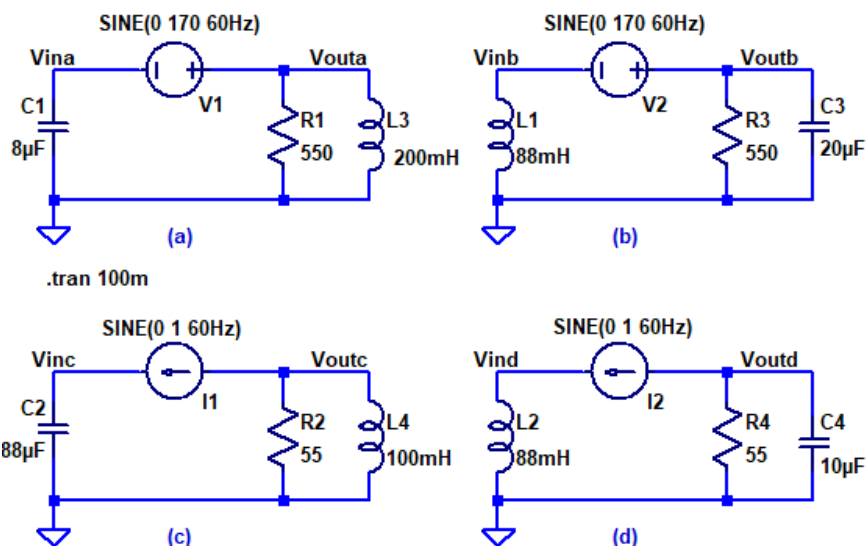 SINE(0 170 60Hz)
Vina
Vouta
C1
8µF
V1
R1
550
L3
200mH
(a)
SINE(0 170 60Hz)
Vinb
Voutb
L1
88mH
V2
R3
550
C3
20µF
(b)
.tran 100m
SINE(0 1 60Hz)
Vinc
Voutc
C2
88µF
I1
R2
55
L4
100mH
(c)
SINE(0 1 60Hz)
Vind
Voutd
L2
88mH
I2
R4
55
C4
10µF
(d)